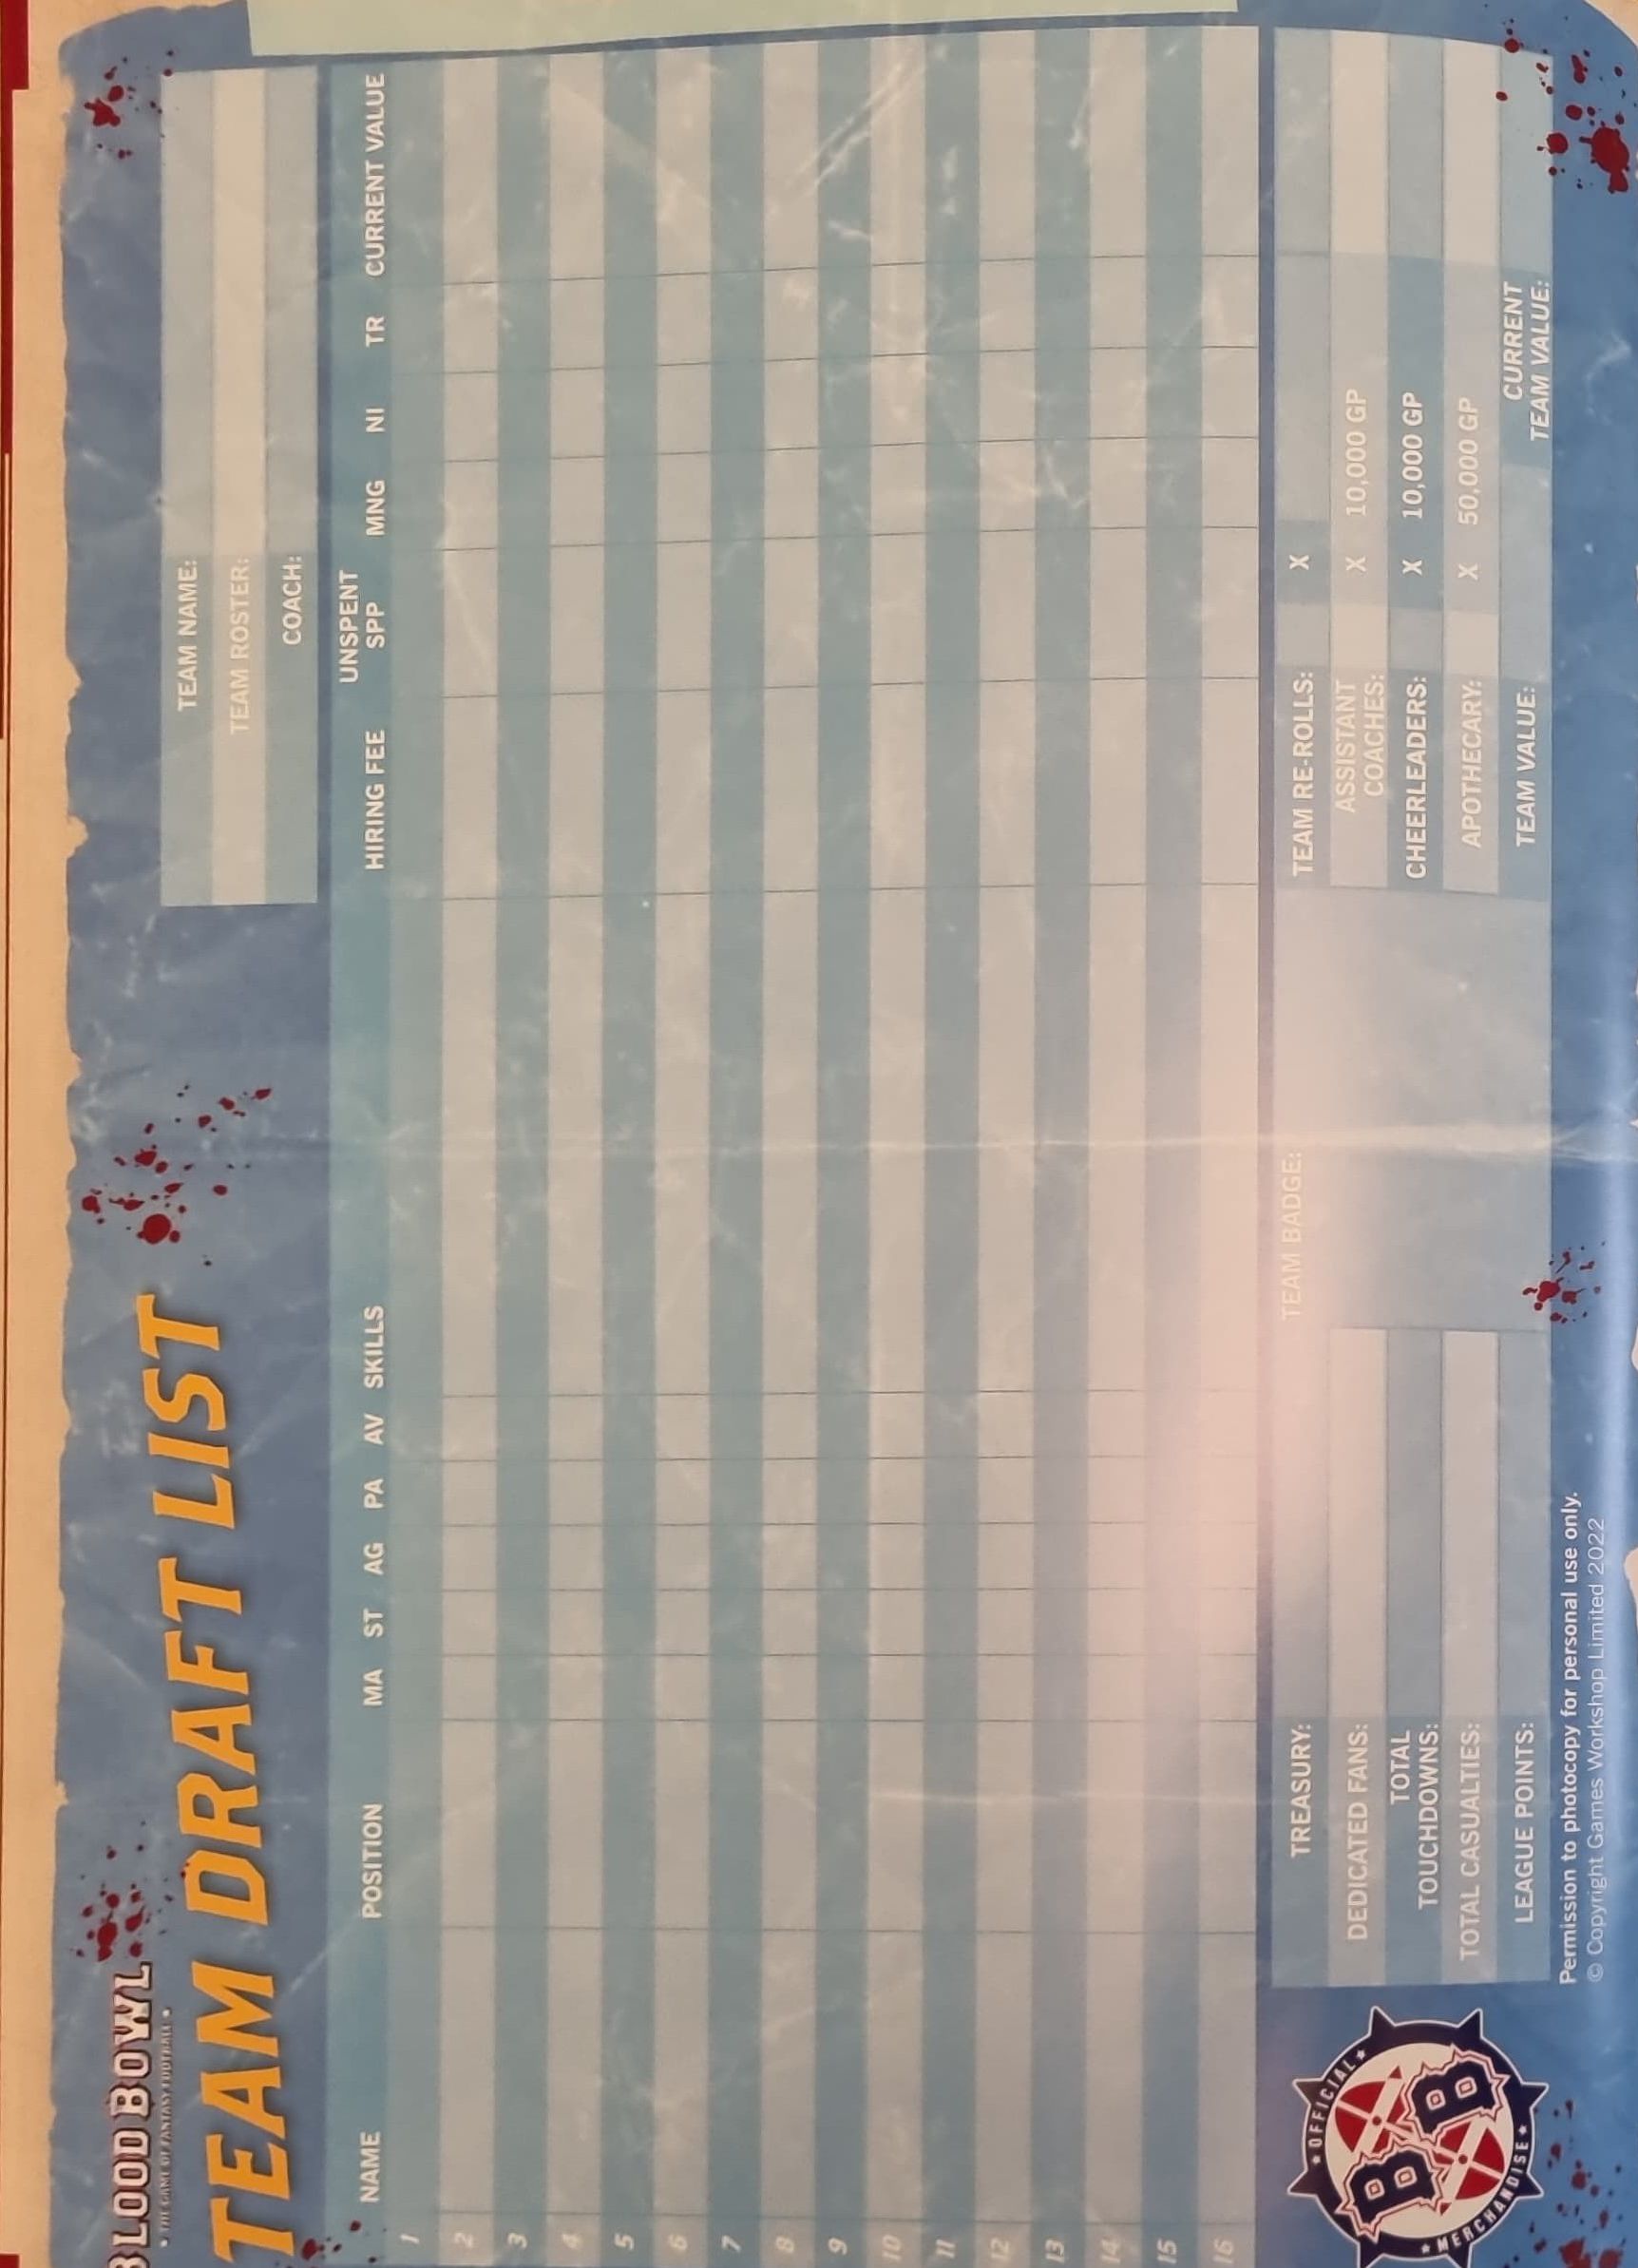 BLOOD BOWL
• THE GAME OF FANTASY FOOTBALL •
TEAM DRAFT LIST
TEAM NAME:
TEAM ROSTER:
COACH:
NAME POSITION MA ST AG PA AV SKILLS HIRING FEE UNSPENT SPP MNG NI TR CURRENT VALUE
1
2
3
4
5
6
7
8
9
10
11
12
13
14
15
16
TREASURY:
DEDICATED FANS:
TOTAL
TOUCHDOWNS:
TOTAL CASUALTIES:
LEAGUE POINTS:
TEAM BADGE:
TEAM RE-ROLLS: X
ASSISTANT
COACHES: X 10,000 GP
CHEERLEADERS: X 10,000 GP
APOTHECARY: X 50,000 GP
TEAM VALUE:
CURRENT
TEAM VALUE:
OFFICIAL
BB
MERCHANDISE
Permission to photocopy for personal use only.
© Copyright Games Workshop Limited 2022